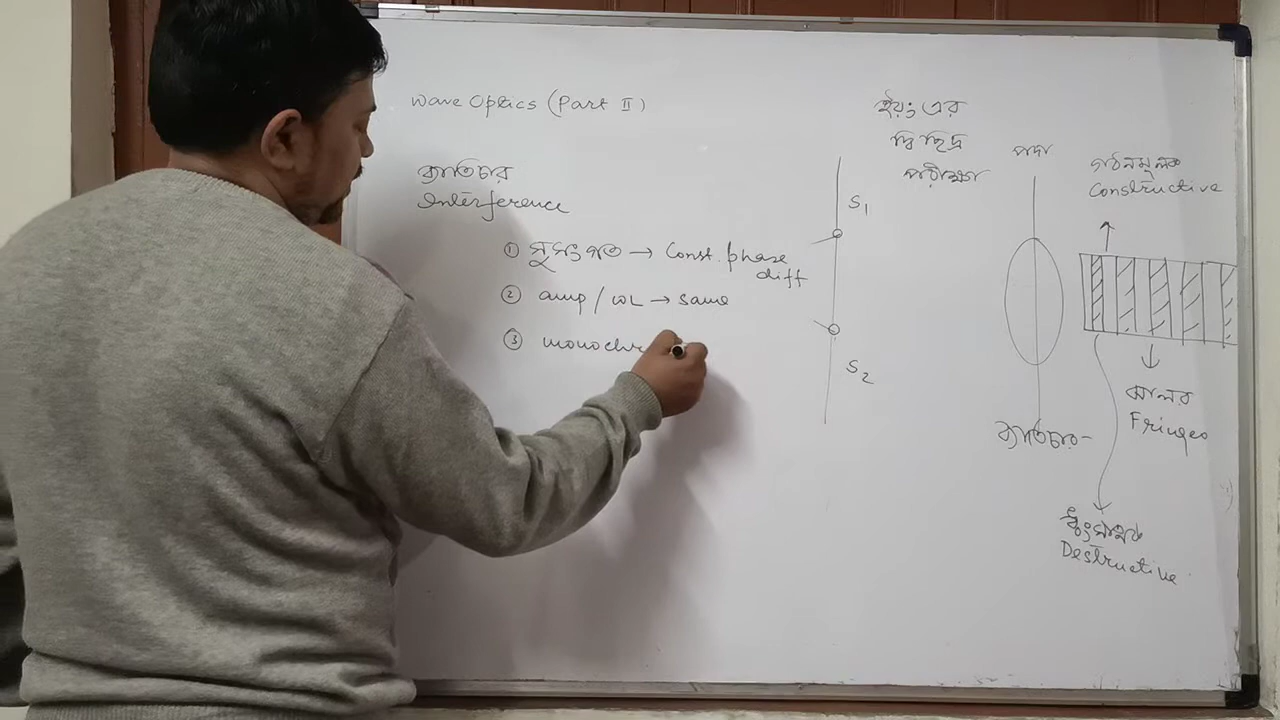 Wave Optics (Part II)
ব্যতিচার
Interference
① সুসংগত → Const. phase
diff
② amp / WL → same
③ monochr
ইয়ং এর
দ্বি ছিদ্র
পরীক্ষা
S₁
S₂
পর্দা
ব্যতিচার
গঠনমূলক
Constructive
ঝালর
Fringes
ধ্বংসাত্মক
Destructive